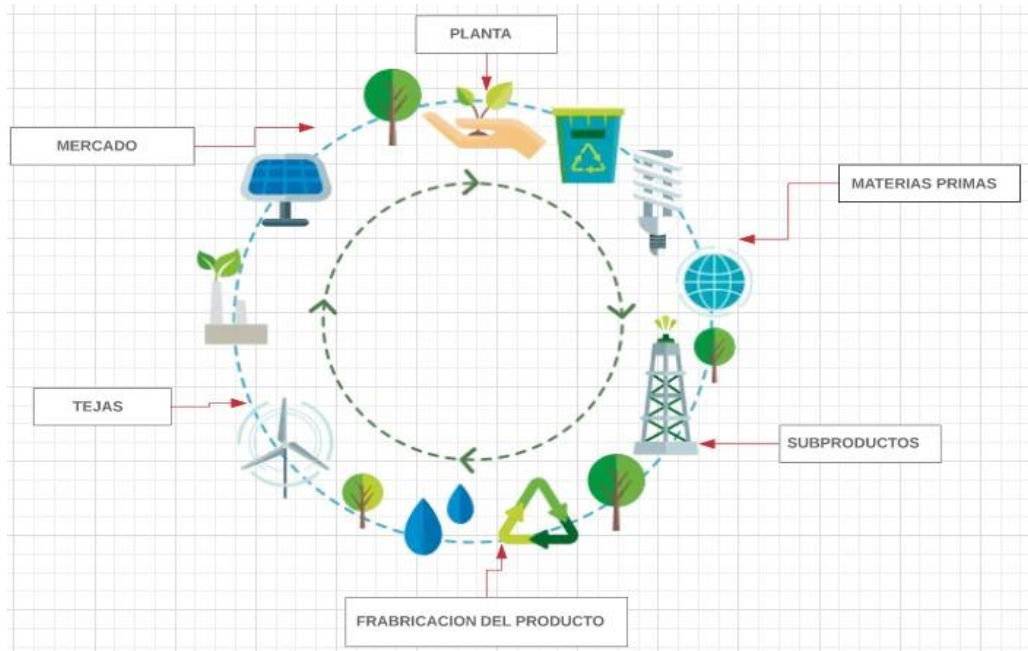 PLANTA
MERCADO
MATERIAS PRIMAS
TEJAS
SUBPRODUCTOS
FRABRICACION DEL PRODUCTO